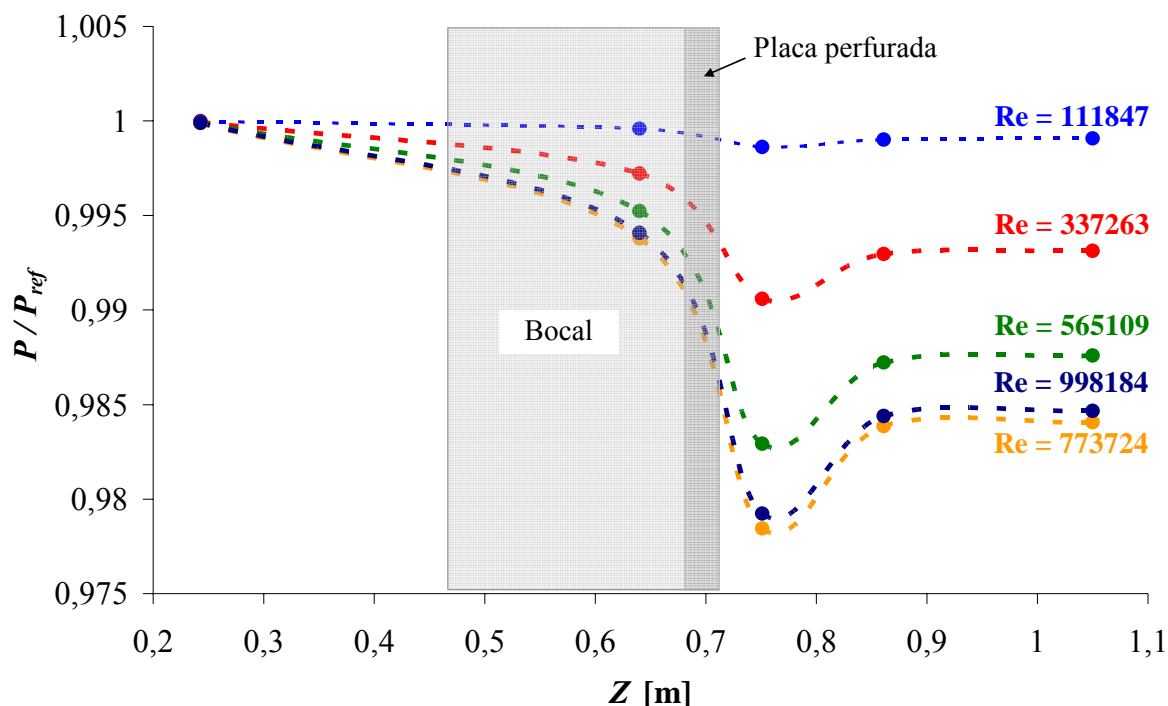 1,005
Placa perfurada
1
Re = 111847
0,995
Re = 337263
P / Pref
0,99
Bocal
Re = 565109
0,985
Re = 998184
Re = 773724
0,98
0,975
0,2 0,3 0,4 0,5 0,6 0,7 0,8 0,9 1 1,1
Z [m]